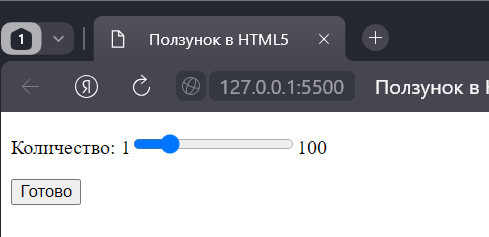 1
Ползунок в HTML5
Я
127.0.0.1:5500
Ползунок в
Количество: 1 100
Готово